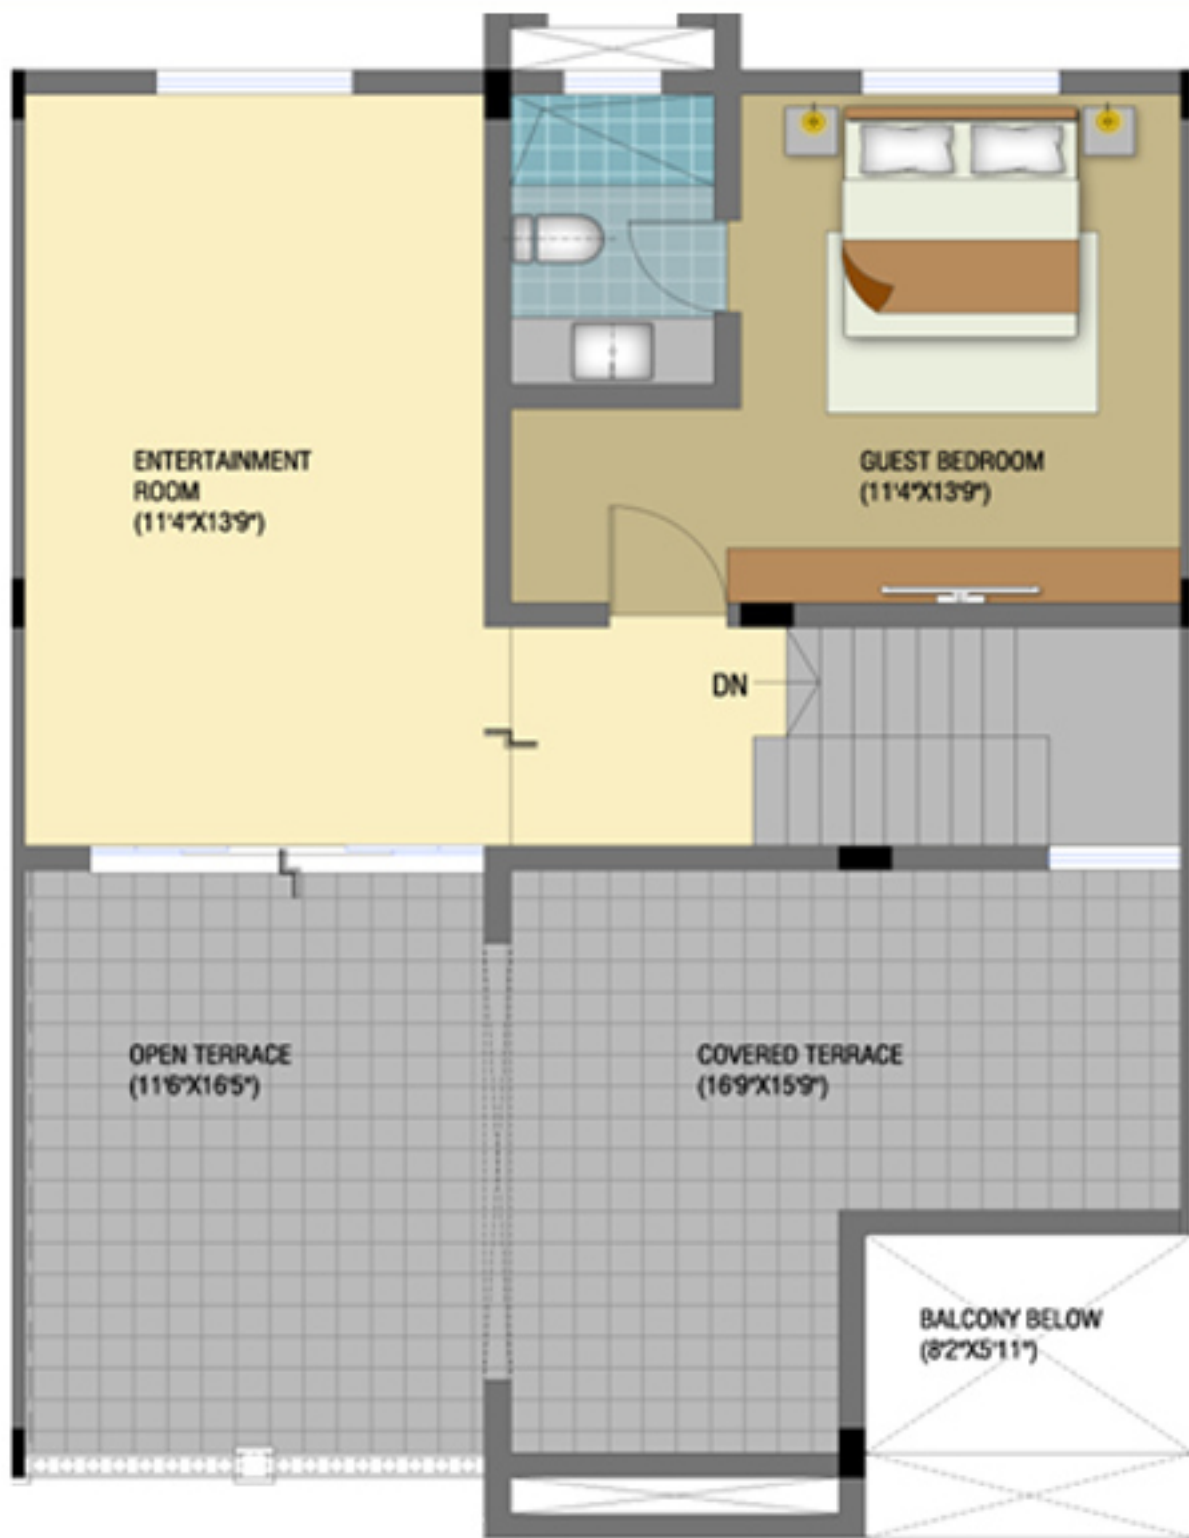 ENTERTAINMENT
ROOM
(11'4"X13'9")
GUEST BEDROOM
(11'4"X13'9")
DN
OPEN TERRACE
(11'6"X16'5")
COVERED TERRACE
(16'9"X15'9")
BALCONY BELOW
(8'2"X5'11")